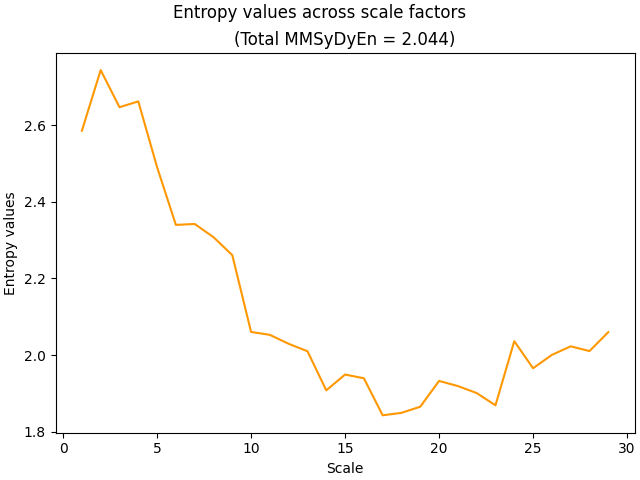 Entropy values across scale factors
(Total MMSyDyEn = 2.044)
Entropy values
2.6
2.4
2.2
2.0
1.8
0 5 10 15 20 25 30
Scale